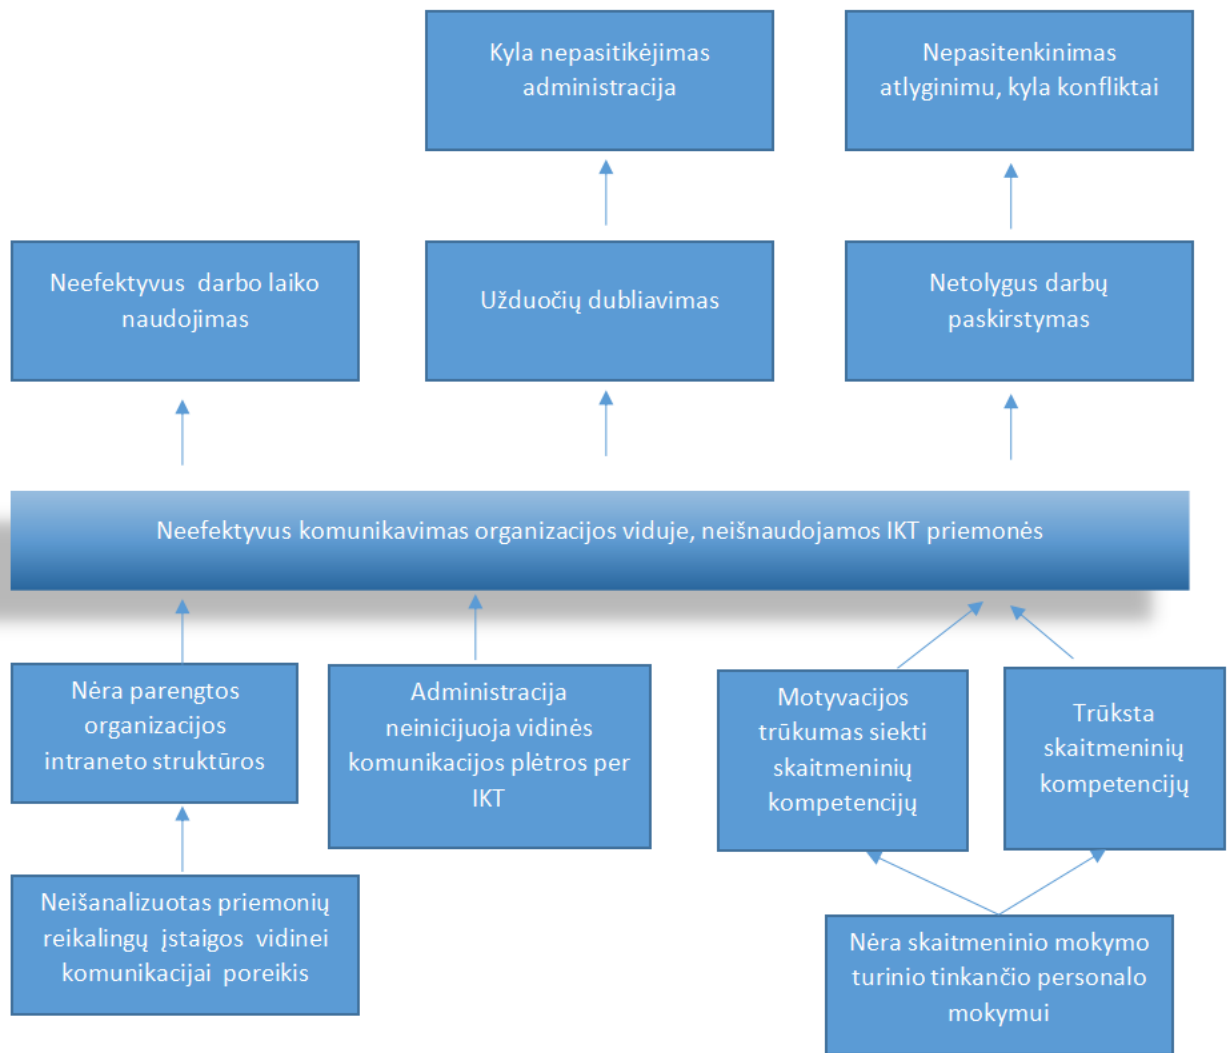 Kyla nepasitikėjimas
administracija
Nepasitenkinimas
atlyginimu, kyla konfliktai
Neefektyvus darbo laiko
naudojimas
Užduočių dubliavimas
Netolygus darbų
paskirstymas
Neefektyvus komunikavimas organizacijos viduje, neišnaudojamos IKT priemonės
Nėra parengtos
organizacijos
intraneto struktūros
Administracija
neinicijuoja vidinės
komunikacijos plėtros per
IKT
Motyvacijos
trūkumas siekti
skaitmeninių
kompetencijų
Trūksta
skaitmeninių
kompetencijų
Neišanalizuotas priemonių
reikalingų įstaigos vidinei
komunikacijai poreikis
Nėra skaitmeninio mokymo
turinio tinkančio personalo
mokymui